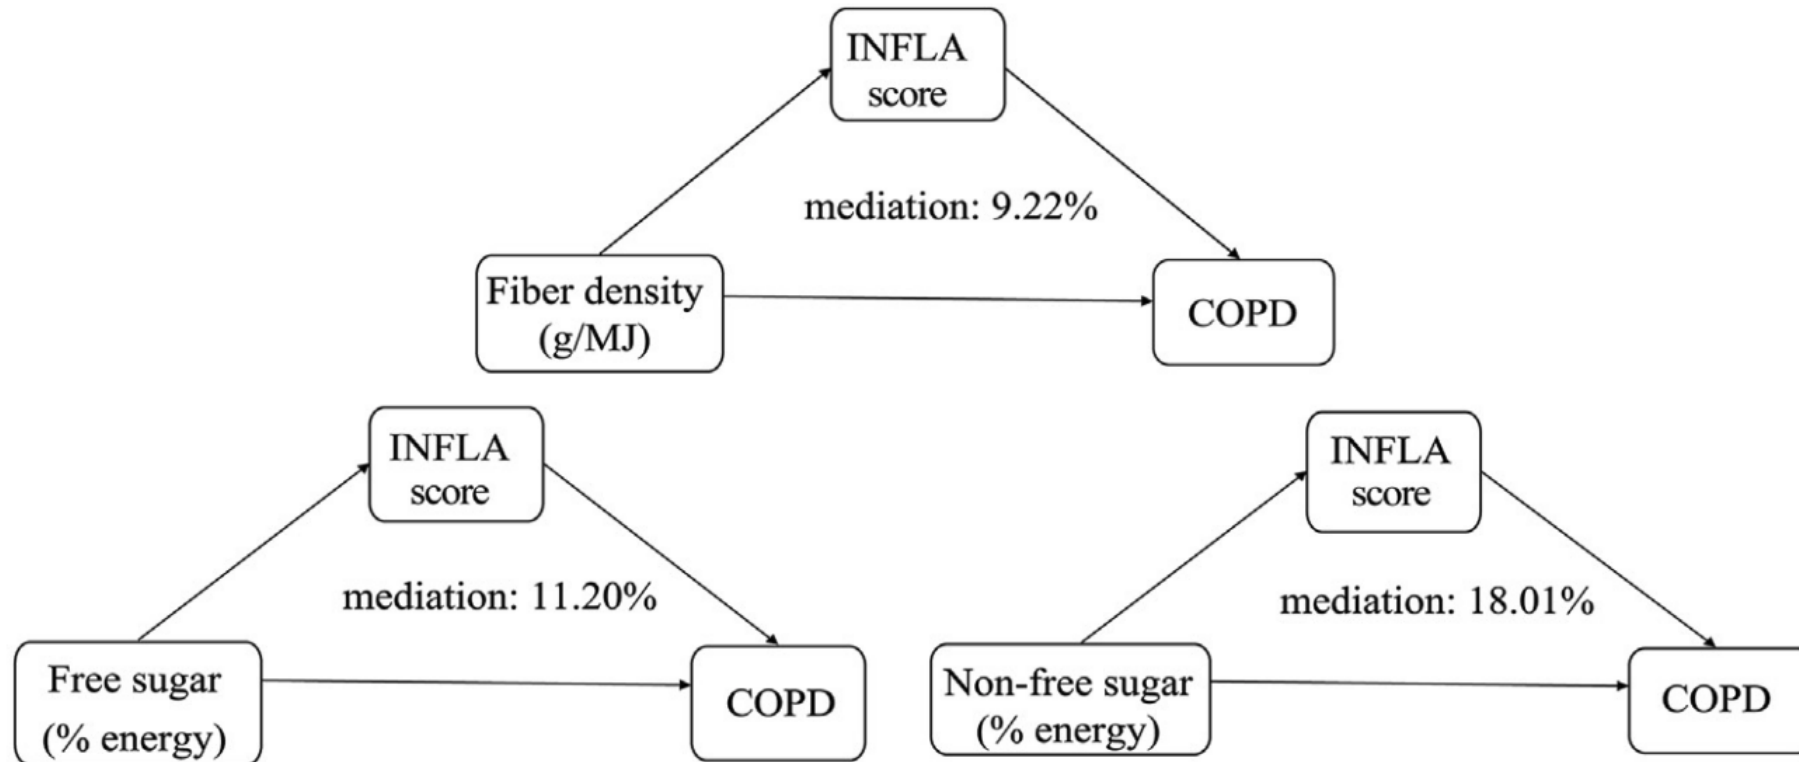 INFLA
score
mediation: 9.22%
Fiber density
(g/MJ)
COPD
INFLA
score
mediation: 11.20%
Free sugar
(% energy)
COPD
INFLA
score
mediation: 18.01%
Non-free sugar
(% energy)
COPD